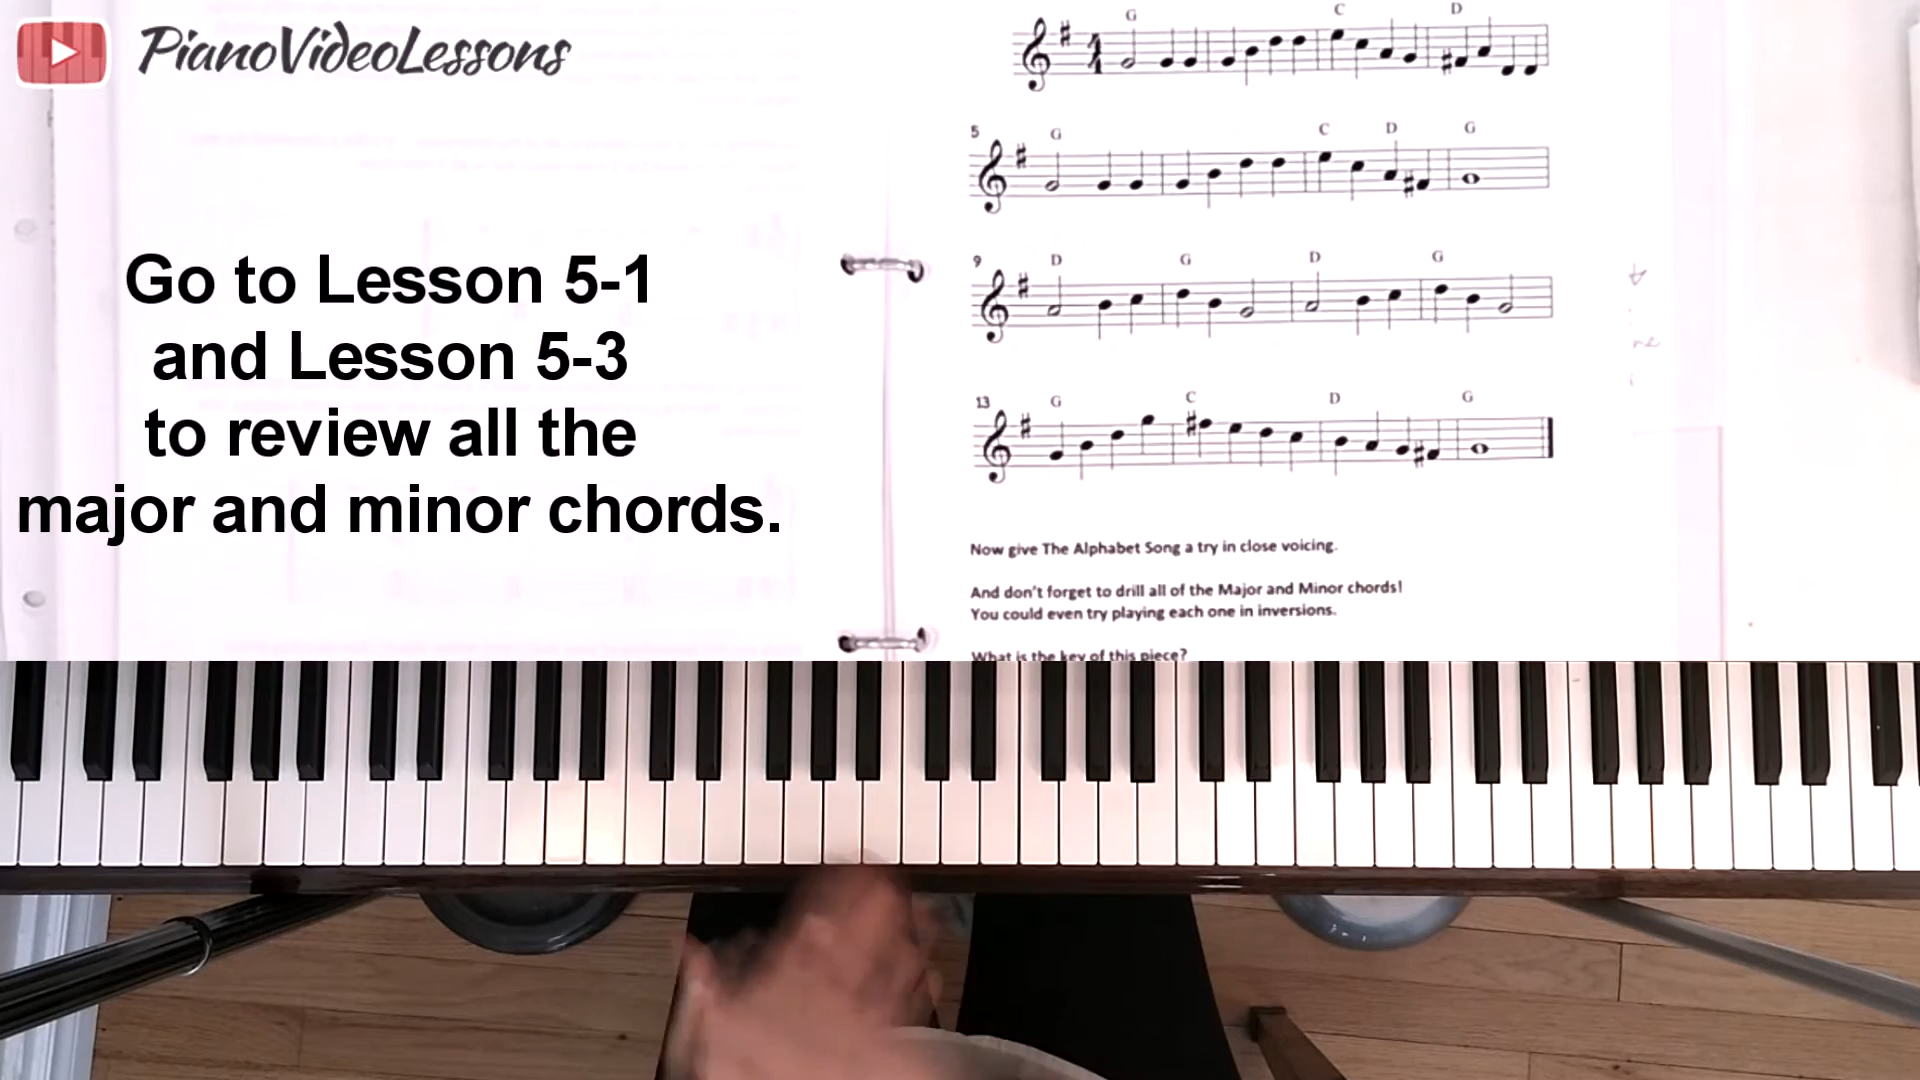 PianoVideoLessons
G C D
4
4
5
G C D G
Go to Lesson 5-1
and Lesson 5-3
to review all the
major and minor chords.
9
D G D G
13
G C D G
Now give The Alphabet Song a try in close voicing.
And don't forget to drill all of the Major and Minor chords!
You could even try playing each one in inversions.
What is the key of this piece?